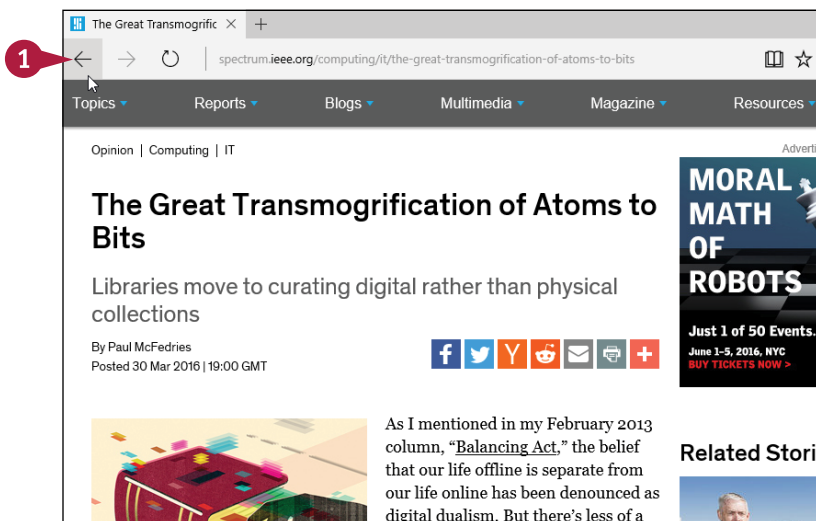 The Great Transmogrific
1
spectrum.ieee.org/computing/it/the-great-transmogrification-of-atoms-to-bits
Topics Reports Blogs Multimedia Magazine Resources
Opinion | Computing | IT
Adverti
The Great Transmogrification of Atoms to
Bits
Libraries move to curating digital rather than physical
collections
By Paul McFedries
Posted 30 Mar 2016 | 19:00 GMT
MORAL
MATH
OF
ROBOTS
Just 1 of 50 Events.
June 1–5, 2016, NYC
BUY TICKETS NOW >
As I mentioned in my February 2013
column, “Balancing Act,” the belief
that our life offline is separate from
our life online has been denounced as
digital dualism. But there’s less of a
Related Stori